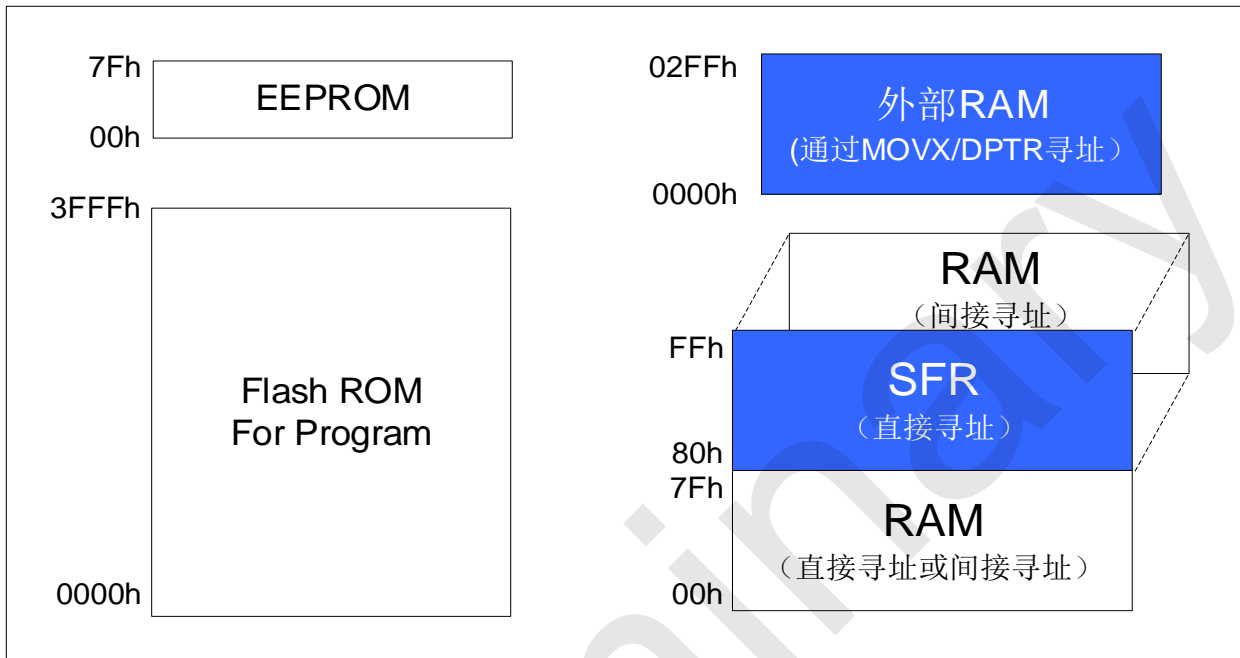 7Fh
EEPROM
00h
3FFFh
Flash ROM
For Program
0000h
02FFh
外部RAM
(通过MOVX/DPTR寻址）
0000h
RAM
（间接寻址）
FFh
SFR
（直接寻址）
80h
7Fh
RAM
（直接寻址或间接寻址）
00h